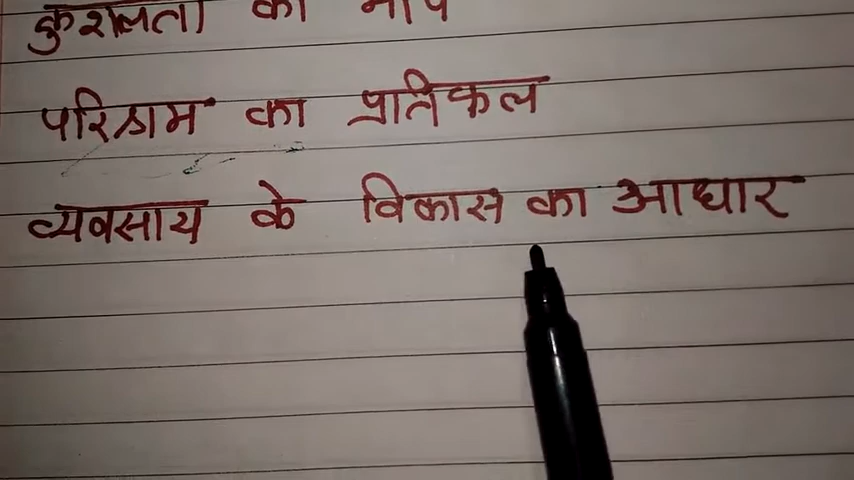 कुशलता का माप
परिश्रम का प्रतिफल
व्यवसाय के विकास का आधार